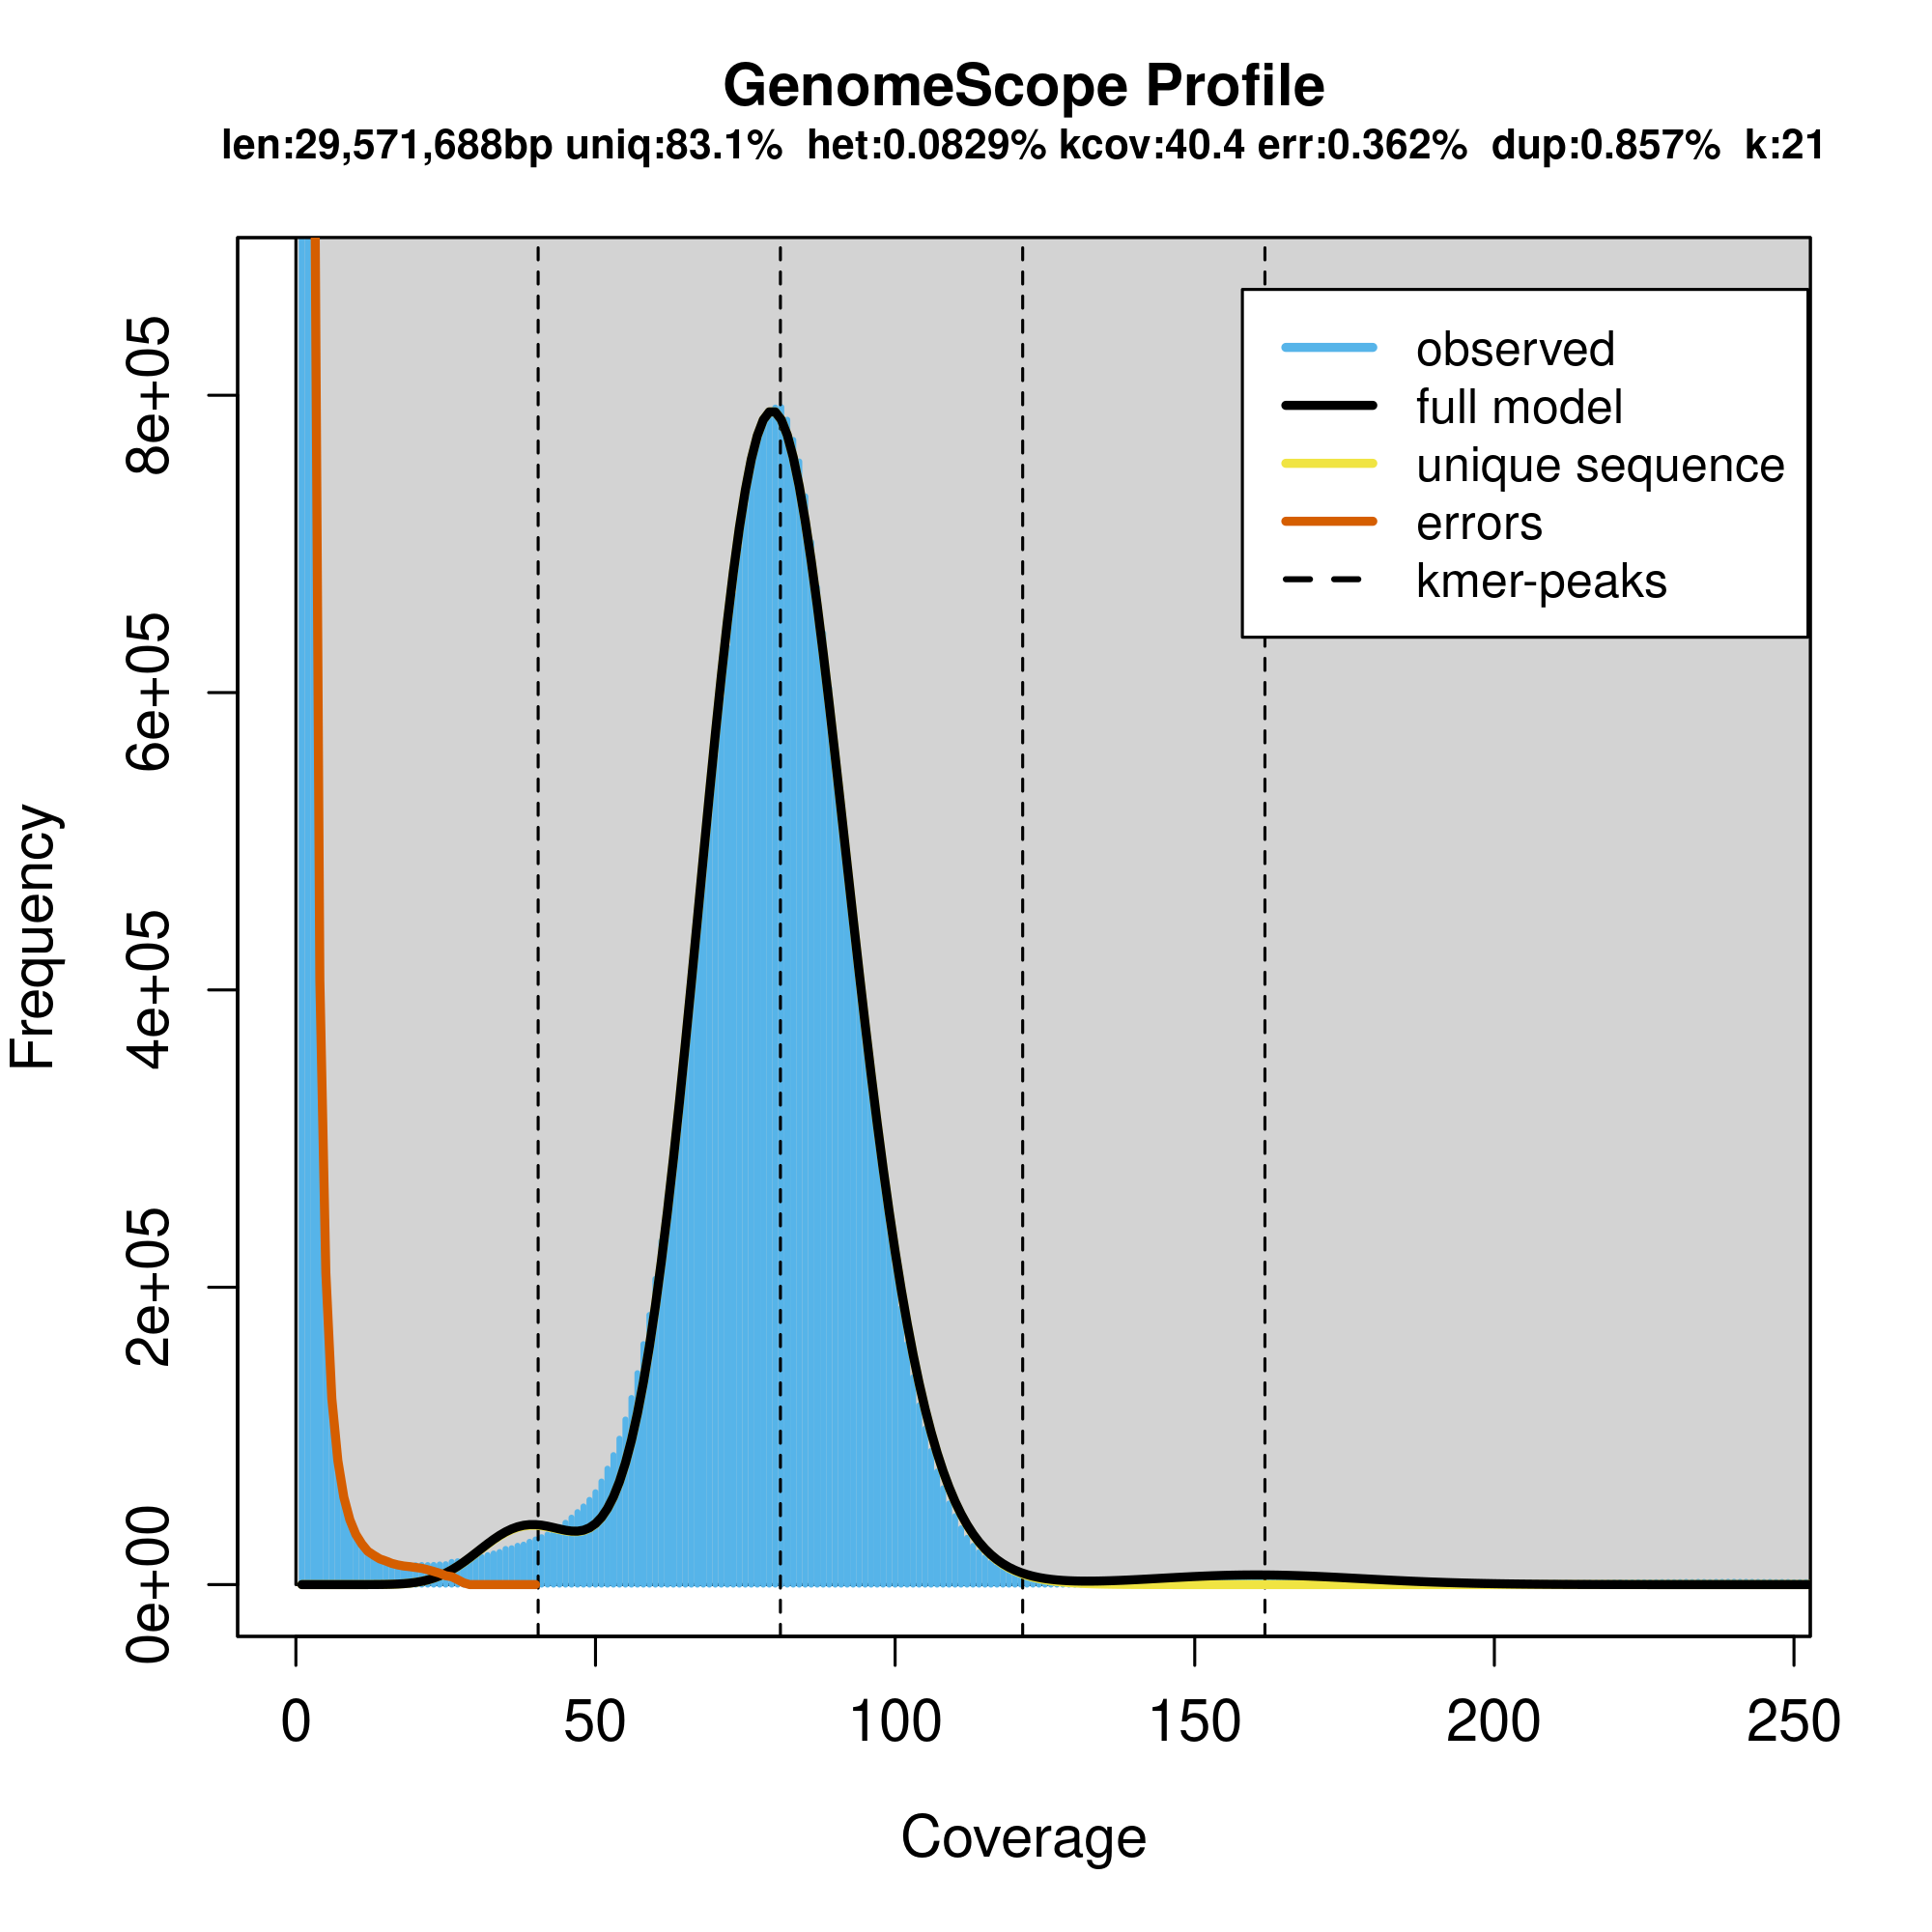 GenomeScope Profile
len:29,571,688bp uniq:83.1% het:0.0829% kcov:40.4 err:0.362% dup:0.857% k:21
observed
full model
unique sequence
errors
kmer-peaks
Frequency
8e+05
6e+05
4e+05
2e+05
0e+00
0 50 100 150 200 250
Coverage